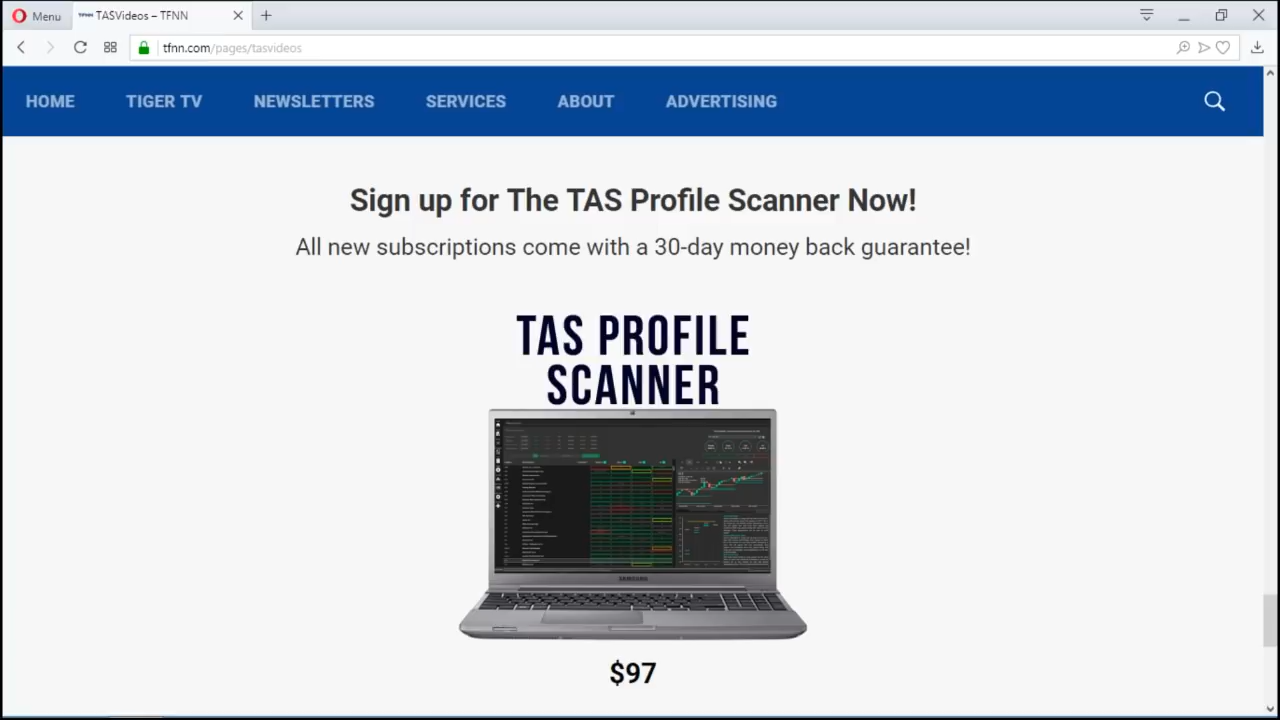 Menu
TFNN TASVideos – TFNN
tfnn.com/pages/tasvideos
HOME
TIGER TV
NEWSLETTERS
SERVICES
ABOUT
ADVERTISING
Sign up for The TAS Profile Scanner Now!
All new subscriptions come with a 30-day money back guarantee!
TAS PROFILE
SCANNER
SAMSUNG
$97